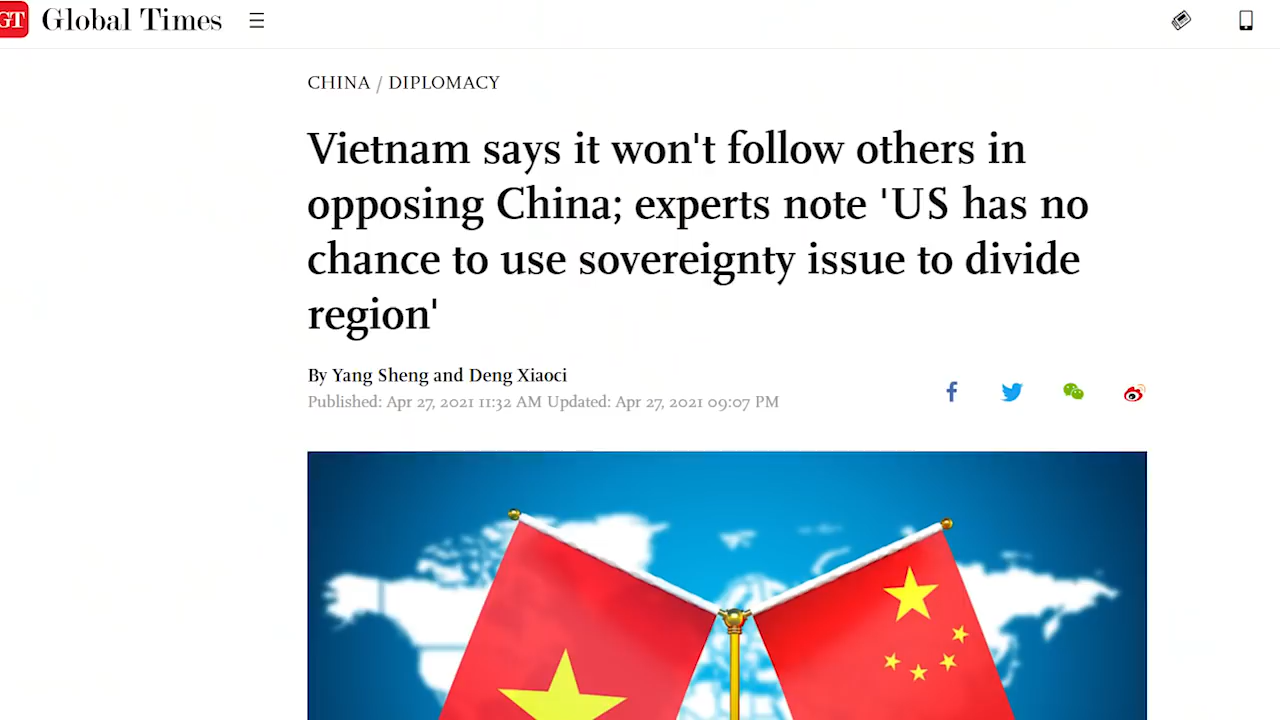 GT Global Times
CHINA / DIPLOMACY
Vietnam says it won't follow others in
opposing China; experts note 'US has no
chance to use sovereignty issue to divide
region'
By Yang Sheng and Deng Xiaoci
Published: Apr 27, 2021 11:32 AM Updated: Apr 27, 2021 09:07 PM